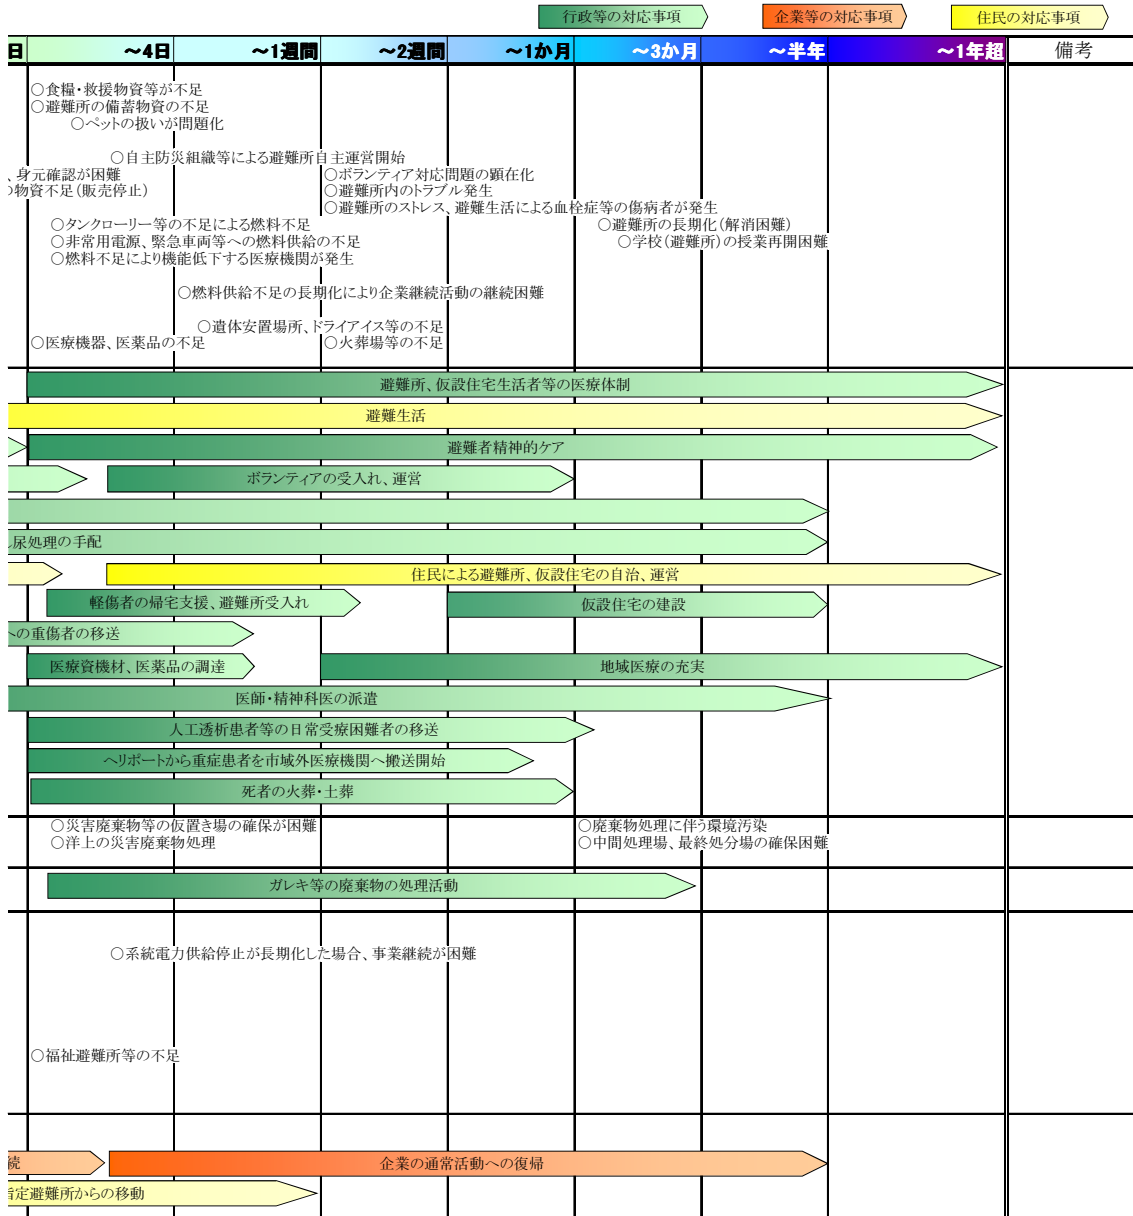 行政等の対応事項
企業等の対応事項
住民の対応事項
日
～4日
～1週間
～2週間
～1か月
～3か月
～半年
～1年超
備考
○食糧・救援物資等が不足
○避難所の備蓄物資の不足
○ペットの扱いが問題化
○自主防災組織等による避難所自主運営開始
、身元確認が困難
○ボランティア対応問題の顕在化
の物資不足(販売停止)
○避難所内のトラブル発生
○避難所のストレス、避難生活による血栓症等の傷病者が発生
○タンクローリー等の不足による燃料不足
○避難所の長期化(解消困難)
○非常用電源、緊急車両等への燃料供給の不足
○学校(避難所)の授業再開困難
○燃料不足により機能低下する医療機関が発生
○燃料供給不足の長期化により企業継続活動の継続困難
○遺体安置場所、ドライアイス等の不足
○医療機器、医薬品の不足
○火葬場等の不足
避難所、仮設住宅生活者等の医療体制
避難生活
避難者精神的ケア
ボランティアの受入れ、運営
し尿処理の手配
住民による避難所、仮設住宅の自治、運営
軽傷者の帰宅支援、避難所受入れ
仮設住宅の建設
への重傷者の移送
医療資機材、医薬品の調達
地域医療の充実
医師・精神科医の派遣
人工透析患者等の日常受療困難者の移送
ヘリポートから重症患者を市域外医療機関へ搬送開始
死者の火葬・土葬
○災害廃棄物等の仮置き場の確保が困難
○廃棄物処理に伴う環境汚染
○洋上の災害廃棄物処理
○中間処理場、最終処分場の確保困難
ガレキ等の廃棄物の処理活動
○系統電力供給停止が長期化した場合、事業継続が困難
○福祉避難所等の不足
続
企業の通常活動への復帰
指定避難所からの移動